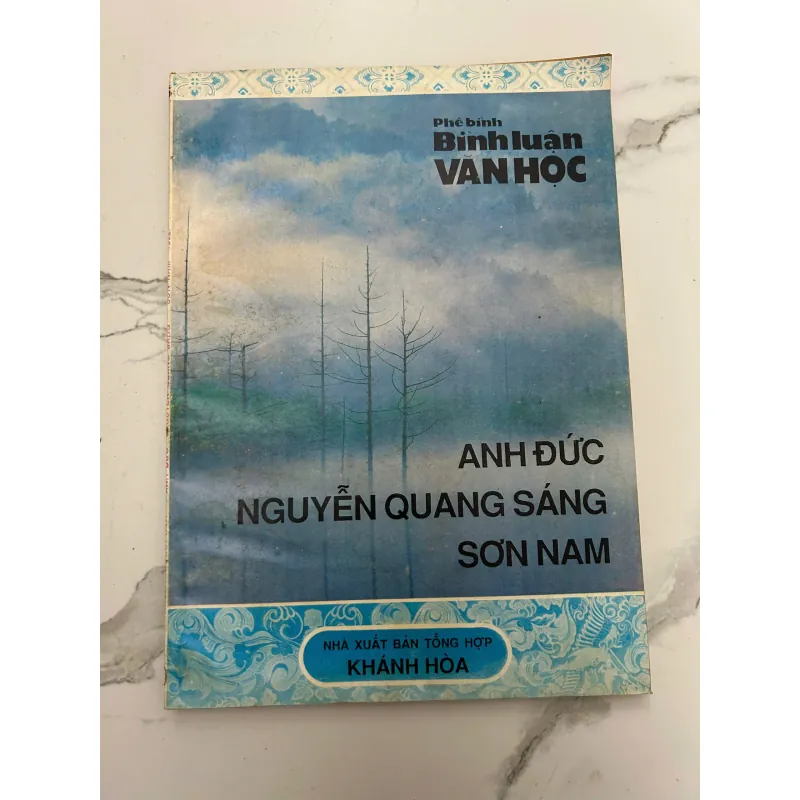 Phê bình
Bình luận
VĂN HỌC
ANH ĐỨC
NGUYỄN QUANG SÁNG
SƠN NAM
NHÀ XUẤT BẢN TỔNG HỢP
KHÁNH HÒA